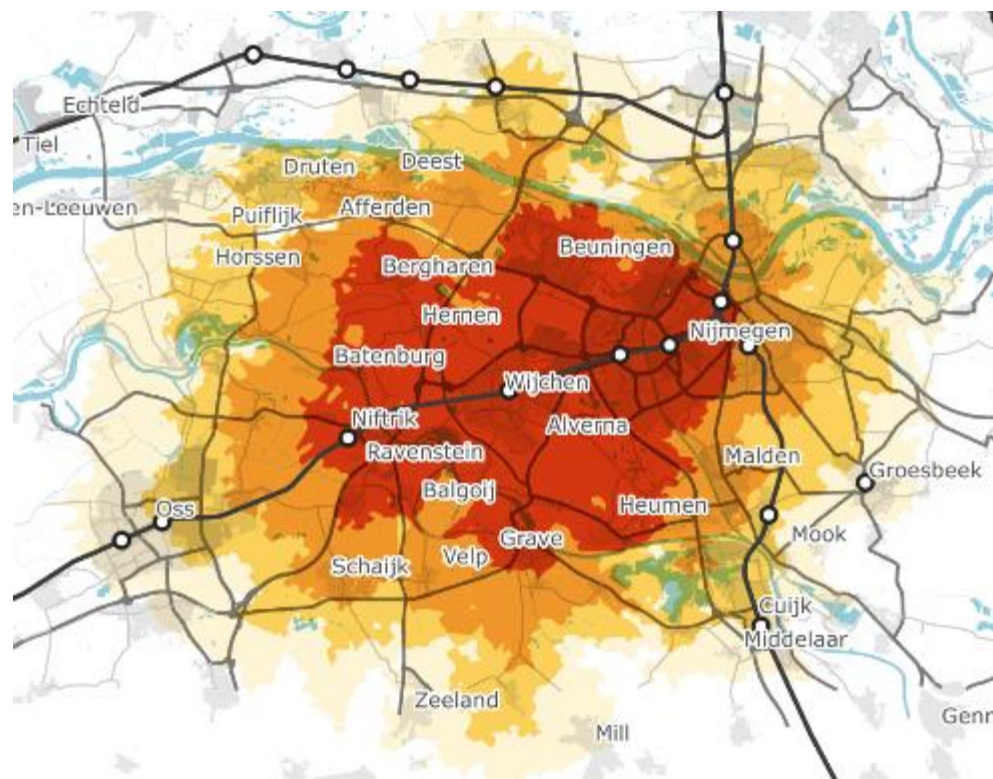 Echteld
Tiel
Druten
Deest
en-Leeuwen
Puiflijk
Afferden
Horssen
Beuningen
Bergharen
Hernen
Nijmegen
Batenburg
Wijchen
Niftrik
Alverna
Ravenstein
Malden
Groesbeek
Balgoij
Heumen
Oss
Grave
Mook
Velp
Schaijk
Cuijk
Middelaar
Zeeland
Genn
Mill